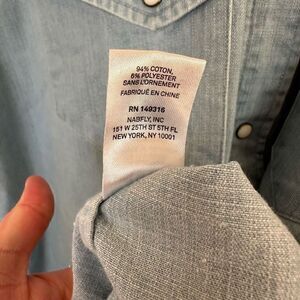 94% COTON,
6% POLYESTER
SANS L'ORNEMENT
FABRIQUÉ EN CHINE
RN 149316
NABFLY, INC
151 W 25TH ST 5TH FL
NEW YORK, NY 10001